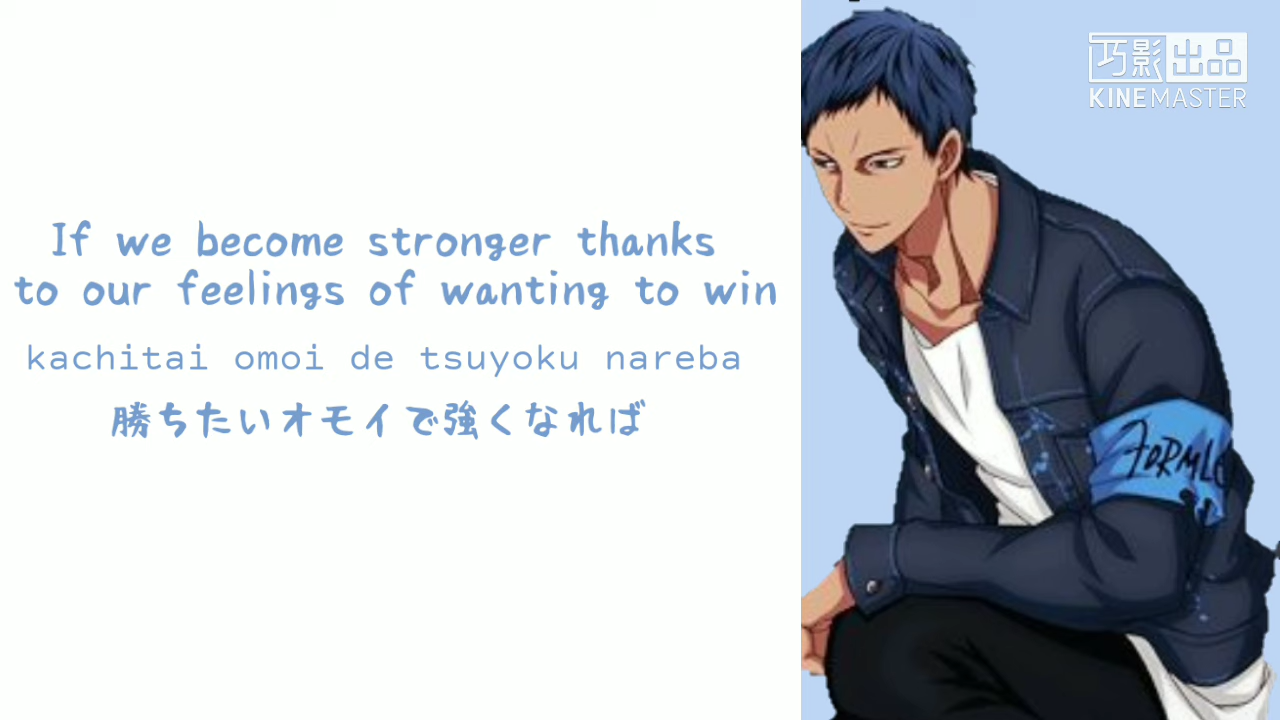 If we become stronger thanks
to our feelings of wanting to win
kachitai omoi de tsuyoku nareba
勝ちたいオモイで強くなれば
巧影出品
KINEMASTER